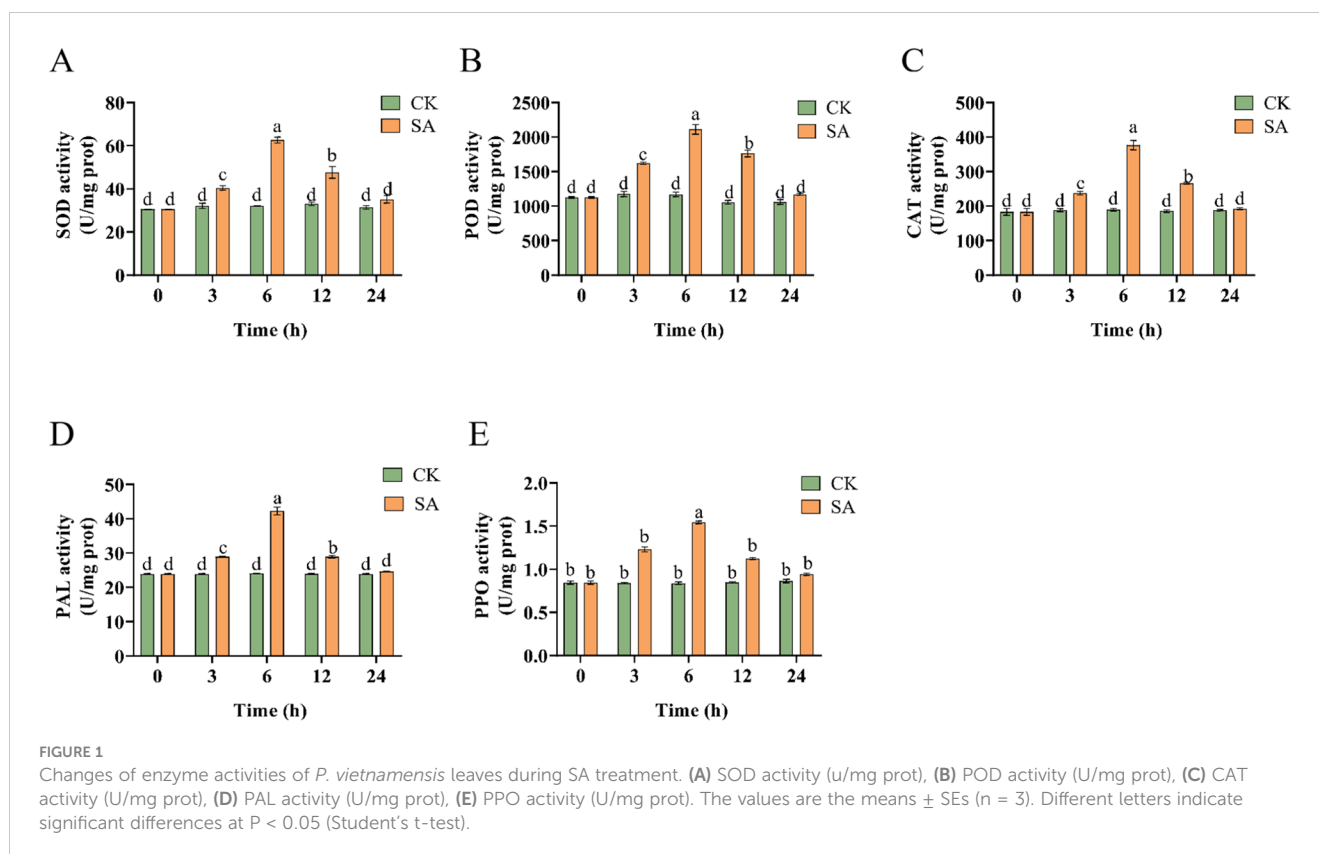 A
SOD activity
(U/mg prot)
80
60
40
20
0
CK
SA
d d d c d a d b d d
0 3 6 12 24
Time (h)
B
POD activity
(U/mg prot)
2500
2000
1500
1000
500
0
CK
SA
d d d c d a d b d d
0 3 6 12 24
Time (h)
C
CAT activity
(U/mg prot)
500
400
300
200
100
0
CK
SA
d d d c d a d b d d
0 3 6 12 24
Time (h)
D
PAL activity
(U/mg prot)
50
40
30
20
10
0
CK
SA
d d d c d a d b d d
0 3 6 12 24
Time (h)
E
PPO activity
(U/mg prot)
2.0
1.5
1.0
0.5
0.0
CK
SA
b b b b b a b b b b
0 3 6 12 24
Time (h)
FIGURE 1
Changes of enzyme activities of P. vietnamensis leaves during SA treatment. (A) SOD activity (u/mg prot), (B) POD activity (U/mg prot), (C) CAT
activity (U/mg prot), (D) PAL activity (U/mg prot), (E) PPO activity (U/mg prot). The values are the means ± SEs (n = 3). Different letters indicate
significant differences at P < 0.05 (Student's t-test).